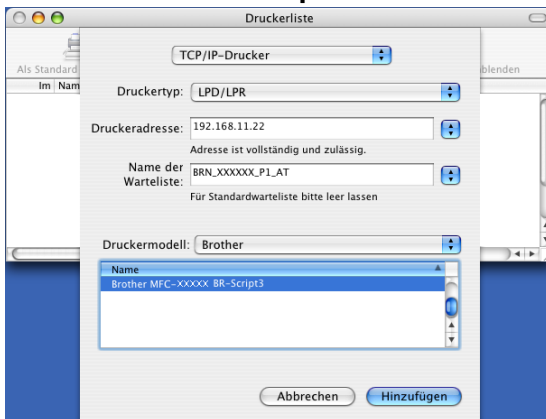 Druckerliste
TCP/IP-Drucker
Als Standard
blenden
Im Nam
Druckertyp: LPD/LPR
Druckeradresse: 192.168.11.22
Adresse ist vollständig und zulässig.
Name der Warteliste: BRN_XXXXXX_P1_AT
Für Standardwarteliste bitte leer lassen
Druckermodell: Brother
Name
Brother MFC-XXXXX BR-Script3
Abbrechen Hinzufügen